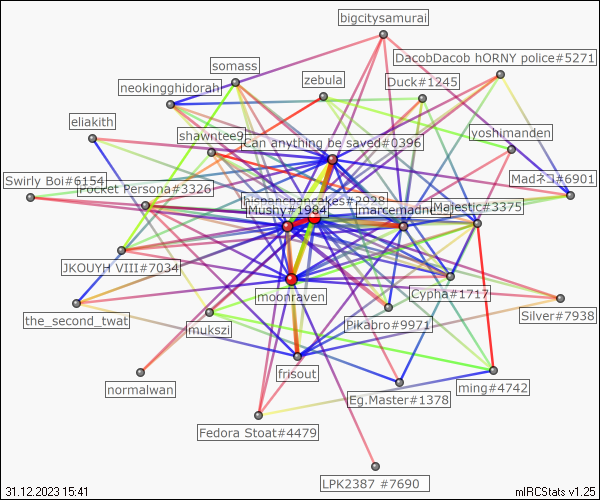 bigcitysamurai
DacobDacob hORNY police#5271
somass
zebula
Duck#1245
neokingghidorah
eliakith
yoshimanden
shawntee9
Can anything be saved#0396
Swirly Boi#6154
Pocket Persona#3326
Madネコ#6901
hicpancpancakes#2928
Mushy#1984
marcemadne
Majestic#3375
JKOUYH VIII#7034
moonraven
Cypha#1717
the_second_twat
mukszi
Pikabro#9971
Silver#7938
normalwan
frisout
Eg.Master#1378
ming#4742
Fedora Stoat#4479
LPK2387 #7690
31.12.2023 15:41
mIRCStats v1.25